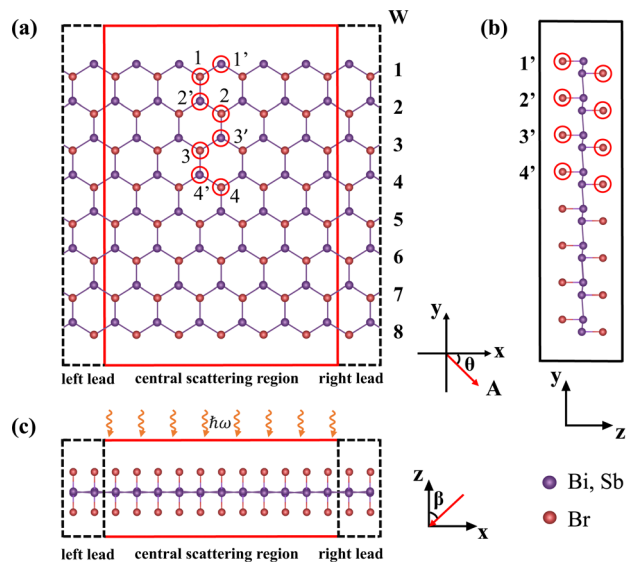 (a)
W
1
1’
1
2’
2
2
3
3′
3
4’
4
4
5
6
7
8
left lead
central scattering region
right lead
y
x
θ
A
(b)
1’
2’
3’
4’
y
z
(c)
ℏω
left lead
central scattering region
right lead
z
β
x
Bi, Sb
Br